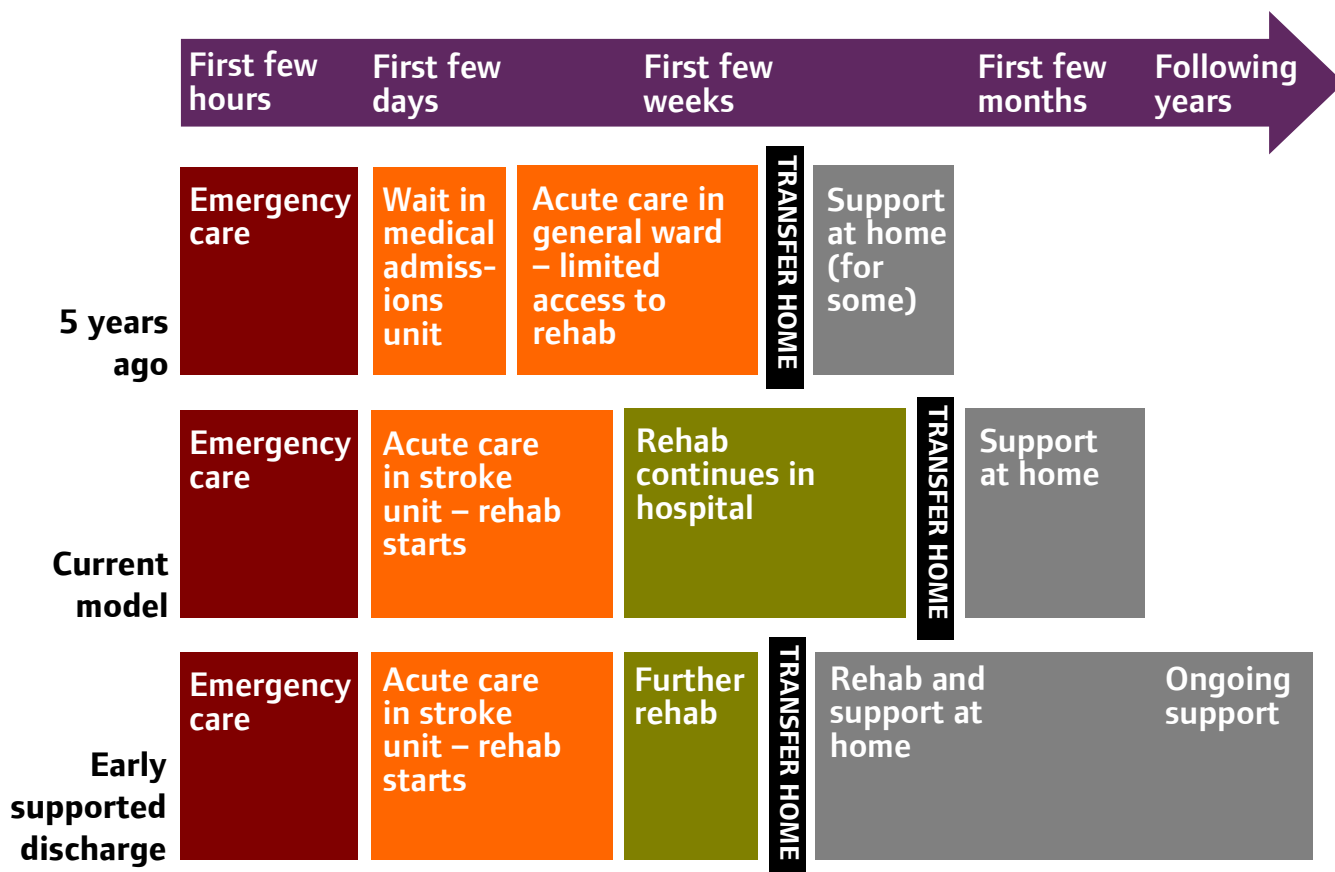 First few
hours
First few
days
First few
weeks
First few
months
Following
years
5 years
ago
Emergency
care
Wait in
medical
admiss-
ions
unit
Acute care in
general ward
– limited
access to
rehab
TRANSFER HOME
Support
at home
(for
some)
Current
model
Emergency
care
Acute care
in stroke
unit – rehab
starts
Rehab
continues in
hospital
TRANSFER HOME
Support
at home
Early
supported
discharge
Emergency
care
Acute care
in stroke
unit – rehab
starts
Further
rehab
TRANSFER HOME
Rehab and
support at
home
Ongoing
support